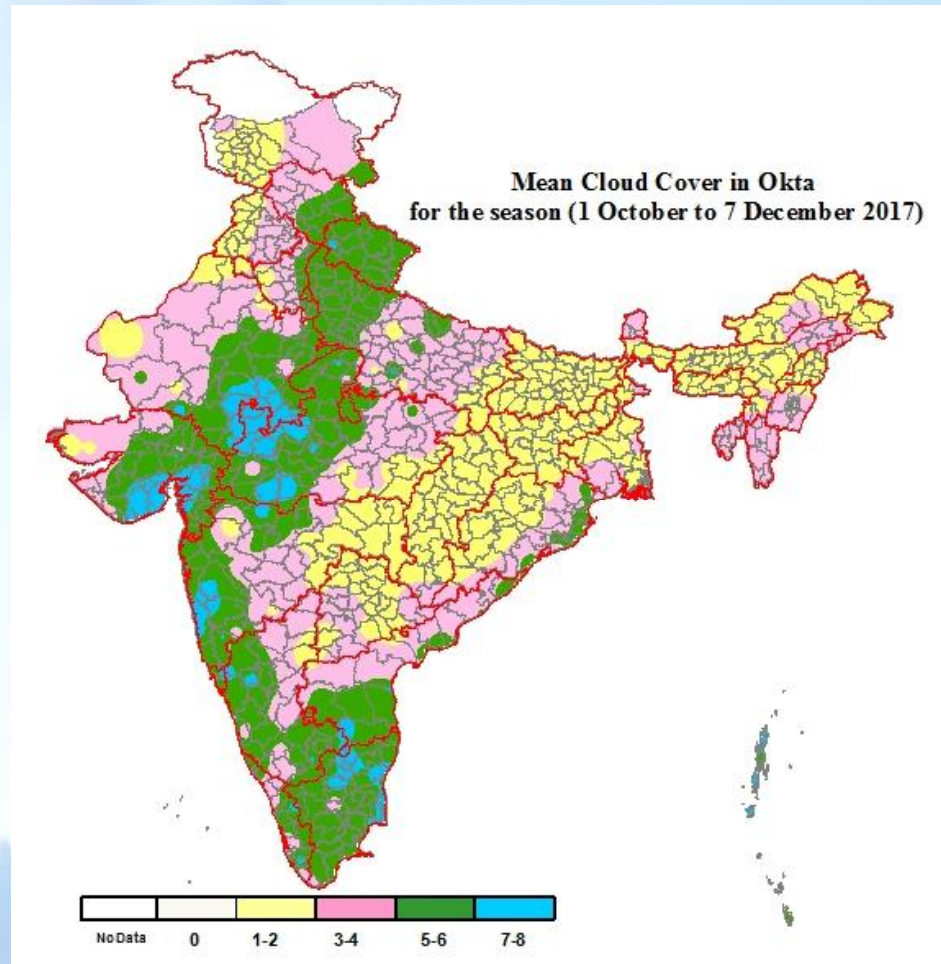 Mean Cloud Cover in Okta
for the season (1 October to 7 December 2017)
NoData 0 1-2 3-4 5-6 7-8